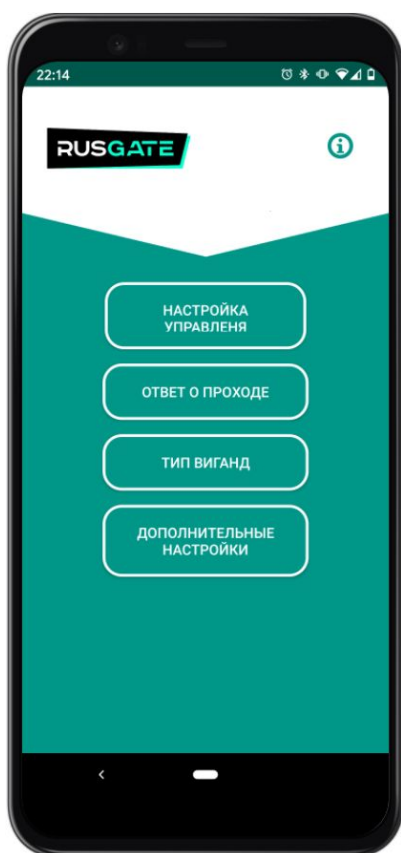 22:14
RUSGATE
НАСТРОЙКА
УПРАВЛЕНЯ
ОТВЕТ О ПРОХОДЕ
ТИП ВИГАНД
ДОПОЛНИТЕЛЬНЫЕ
НАСТРОЙКИ